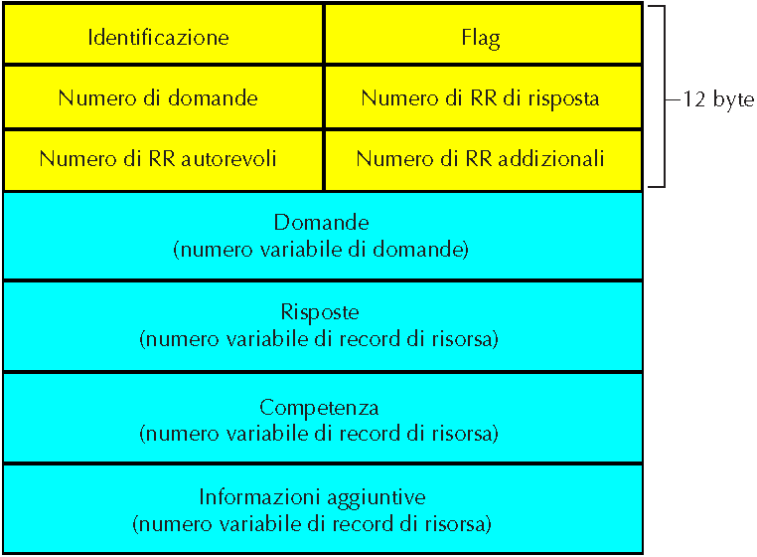 Identificazione
Flag
Numero di domande
Numero di RR di risposta
12 byte
Numero di RR autorevoli
Numero di RR addizionali
Domande
(numero variabile di domande)
Risposte
(numero variabile di record di risorsa)
Competenza
(numero variabile di record di risorsa)
Informazioni aggiuntive
(numero variabile di record di risorsa)